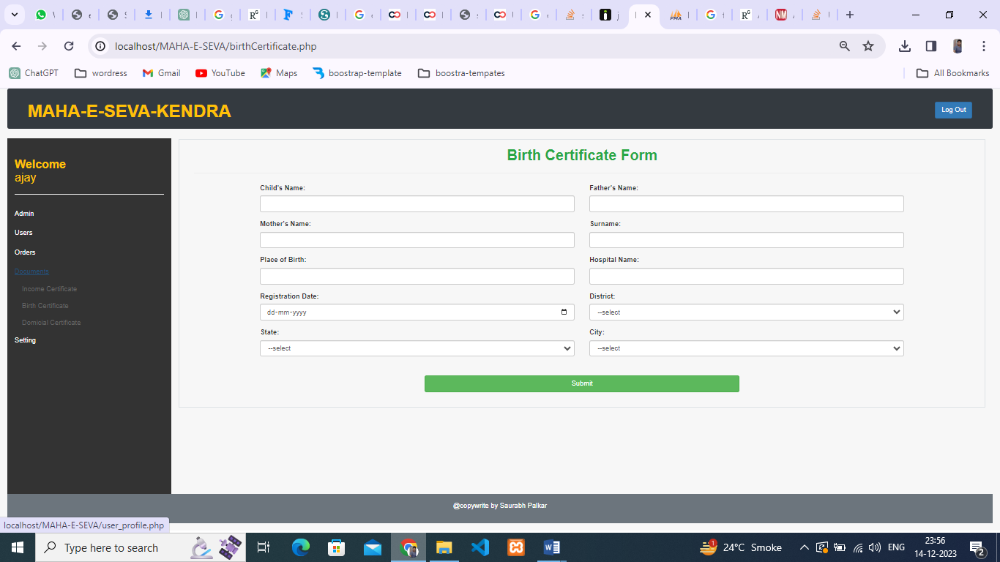 localhost/MAHA-E-SEVA/birthCertificate.php
ChatGPT wordress Gmail YouTube Maps boostrap-template boostra-tempates All Bookmarks
MAHA-E-SEVA-KENDRA
Log Out
Welcome
ajay
Admin
Users
Orders
Documents
Income Certificate
Birth Certificate
Domicial Certificate
Setting
Birth Certificate Form
Child's Name: Father's Name:
Mother's Name: Surname:
Place of Birth: Hospital Name:
Registration Date: District:
dd-mm-yyyy --select
State: City:
--select --select
Submit
@copywrite by Saurabh Palkar
localhost/MAHA-E-SEVA/user_profile.php
Type here to search
24°C Smoke
ENG
23:56
14-12-2023
2